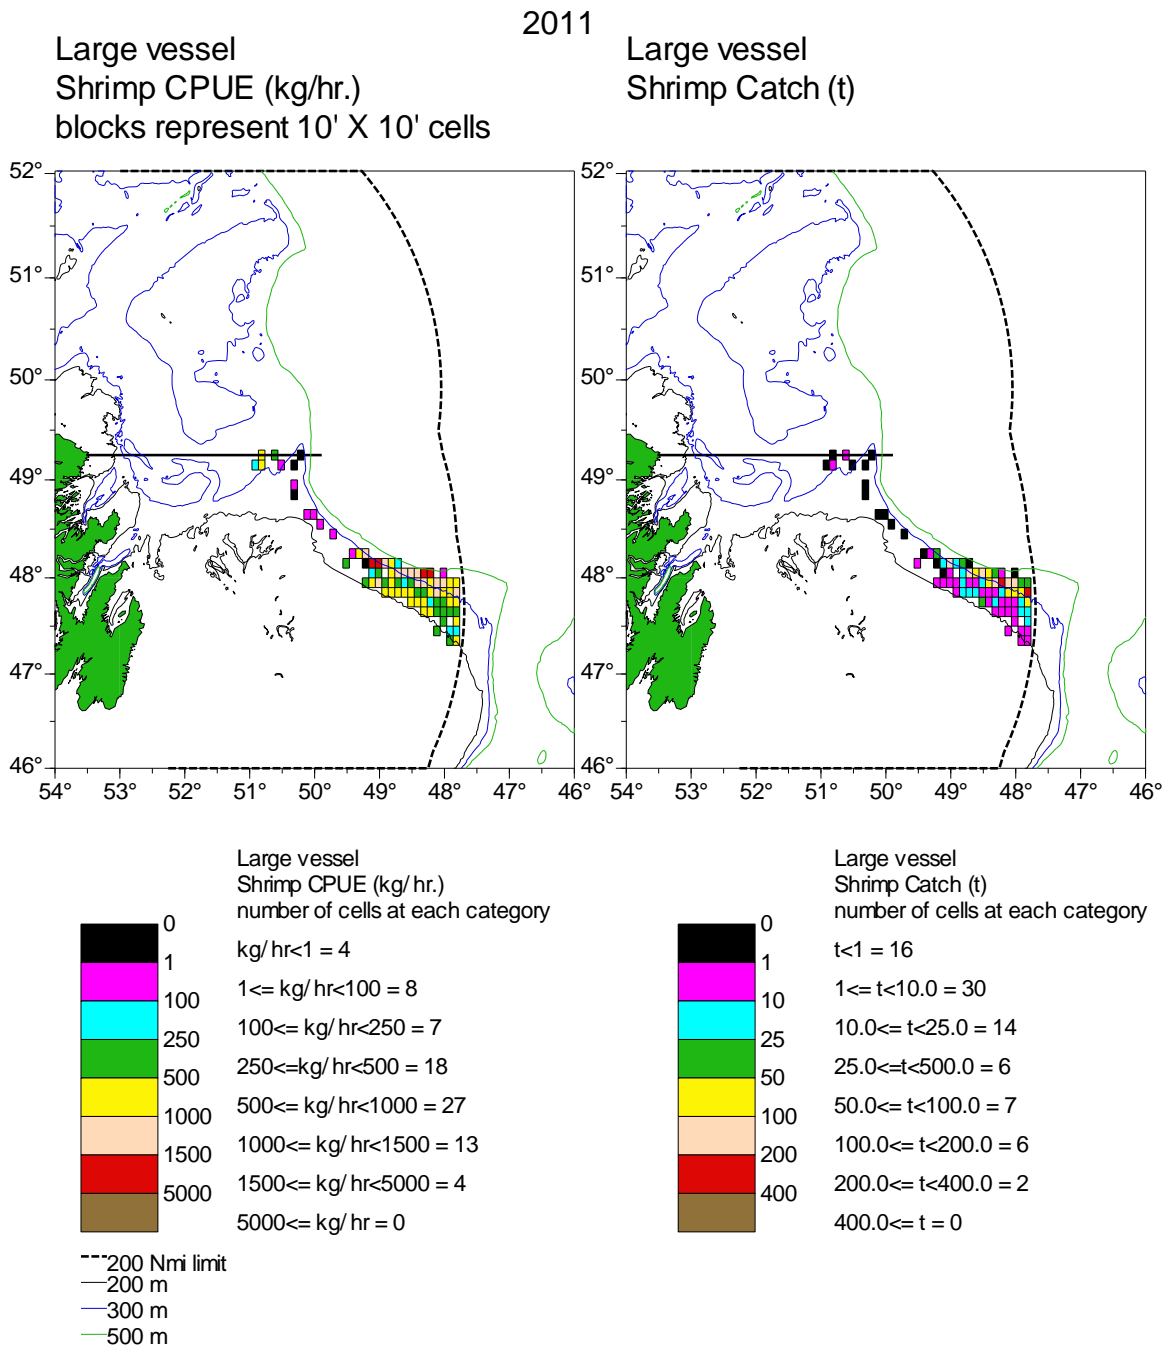 2011
Large vessel
Shrimp CPUE (kg/hr.)
blocks represent 10' X 10' cells
Large vessel
Shrimp Catch (t)
52°
51°
50°
49°
48°
47°
46°
54° 53° 52° 51° 50° 49° 48° 47° 46°
52°
51°
50°
49°
48°
47°
46°
54° 53° 52° 51° 50° 49° 48° 47° 46°
Large vessel
Shrimp CPUE (kg/hr.)
number of cells at each category
0
kg/hr<1 = 4
1
1<= kg/hr<100 = 8
100
100<= kg/hr<250 = 7
250
250<=kg/hr<500 = 18
500
500<= kg/hr<1000 = 27
1000
1000<= kg/hr<1500 = 13
1500
1500<= kg/hr<5000 = 4
5000
5000<= kg/hr = 0
200 Nmi limit
200 m
300 m
500 m
Large vessel
Shrimp Catch (t)
number of cells at each category
0
t<1 = 16
1
1<= t<10.0 = 30
10
10.0<= t<25.0 = 14
25
25.0<=t<500.0 = 6
50
50.0<= t<100.0 = 7
100
100.0<= t<200.0 = 6
200
200.0<= t<400.0 = 2
400
400.0<= t = 0